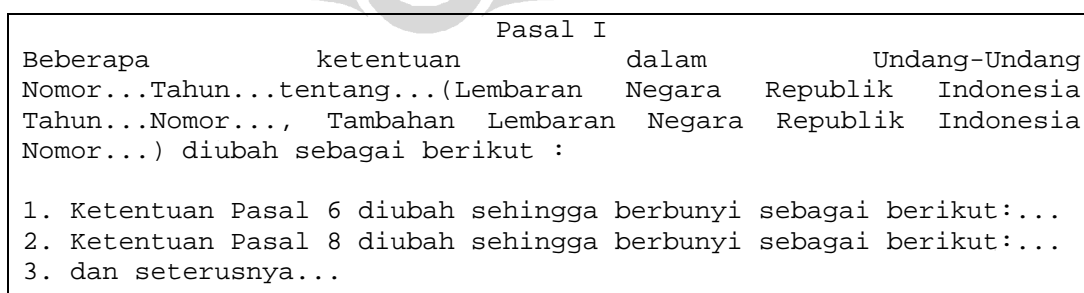 Pasal I
Beberapa ketentuan dalam Undang-Undang
Nomor...Tahun...tentang...(Lembaran Negara Republik Indonesia
Tahun...Nomor..., Tambahan Lembaran Negara Republik Indonesia
Nomor...) diubah sebagai berikut :
1. Ketentuan Pasal 6 diubah sehingga berbunyi sebagai berikut:...
2. Ketentuan Pasal 8 diubah sehingga berbunyi sebagai berikut:...
3. dan seterusnya...